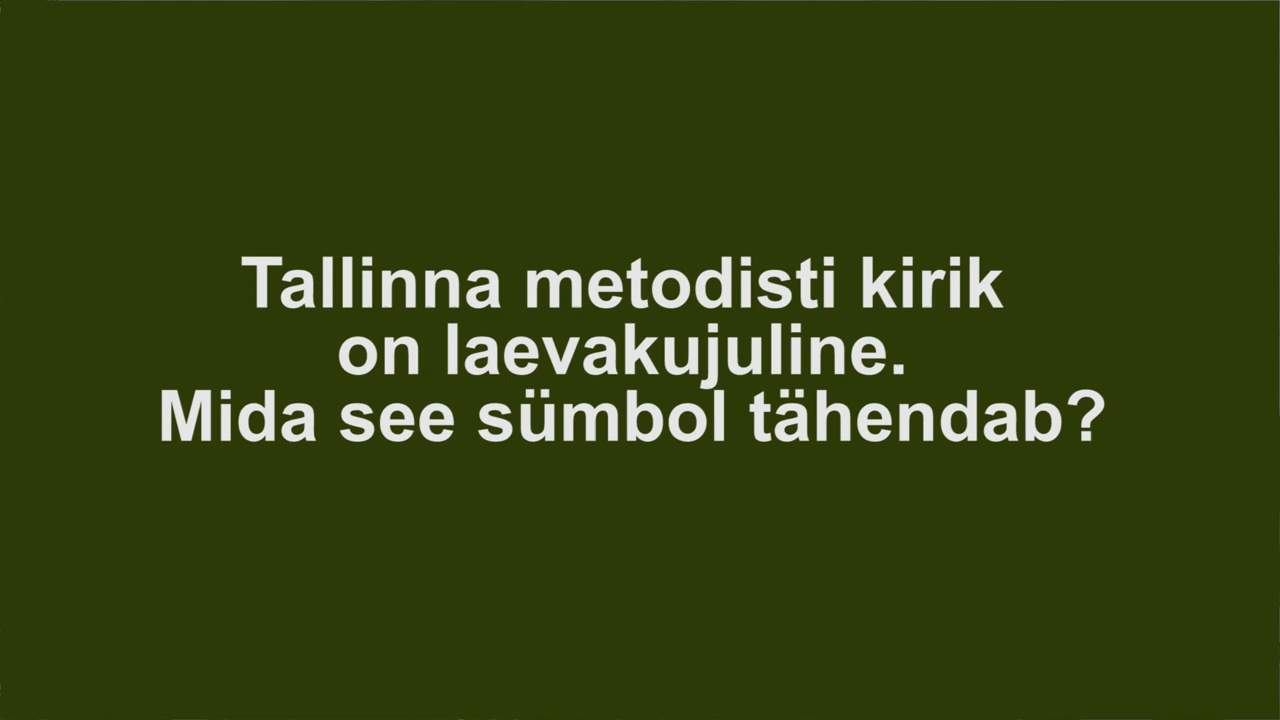 Tallinna metodisti kirik
on laevakujuline.
Mida see sümbol tähendab?